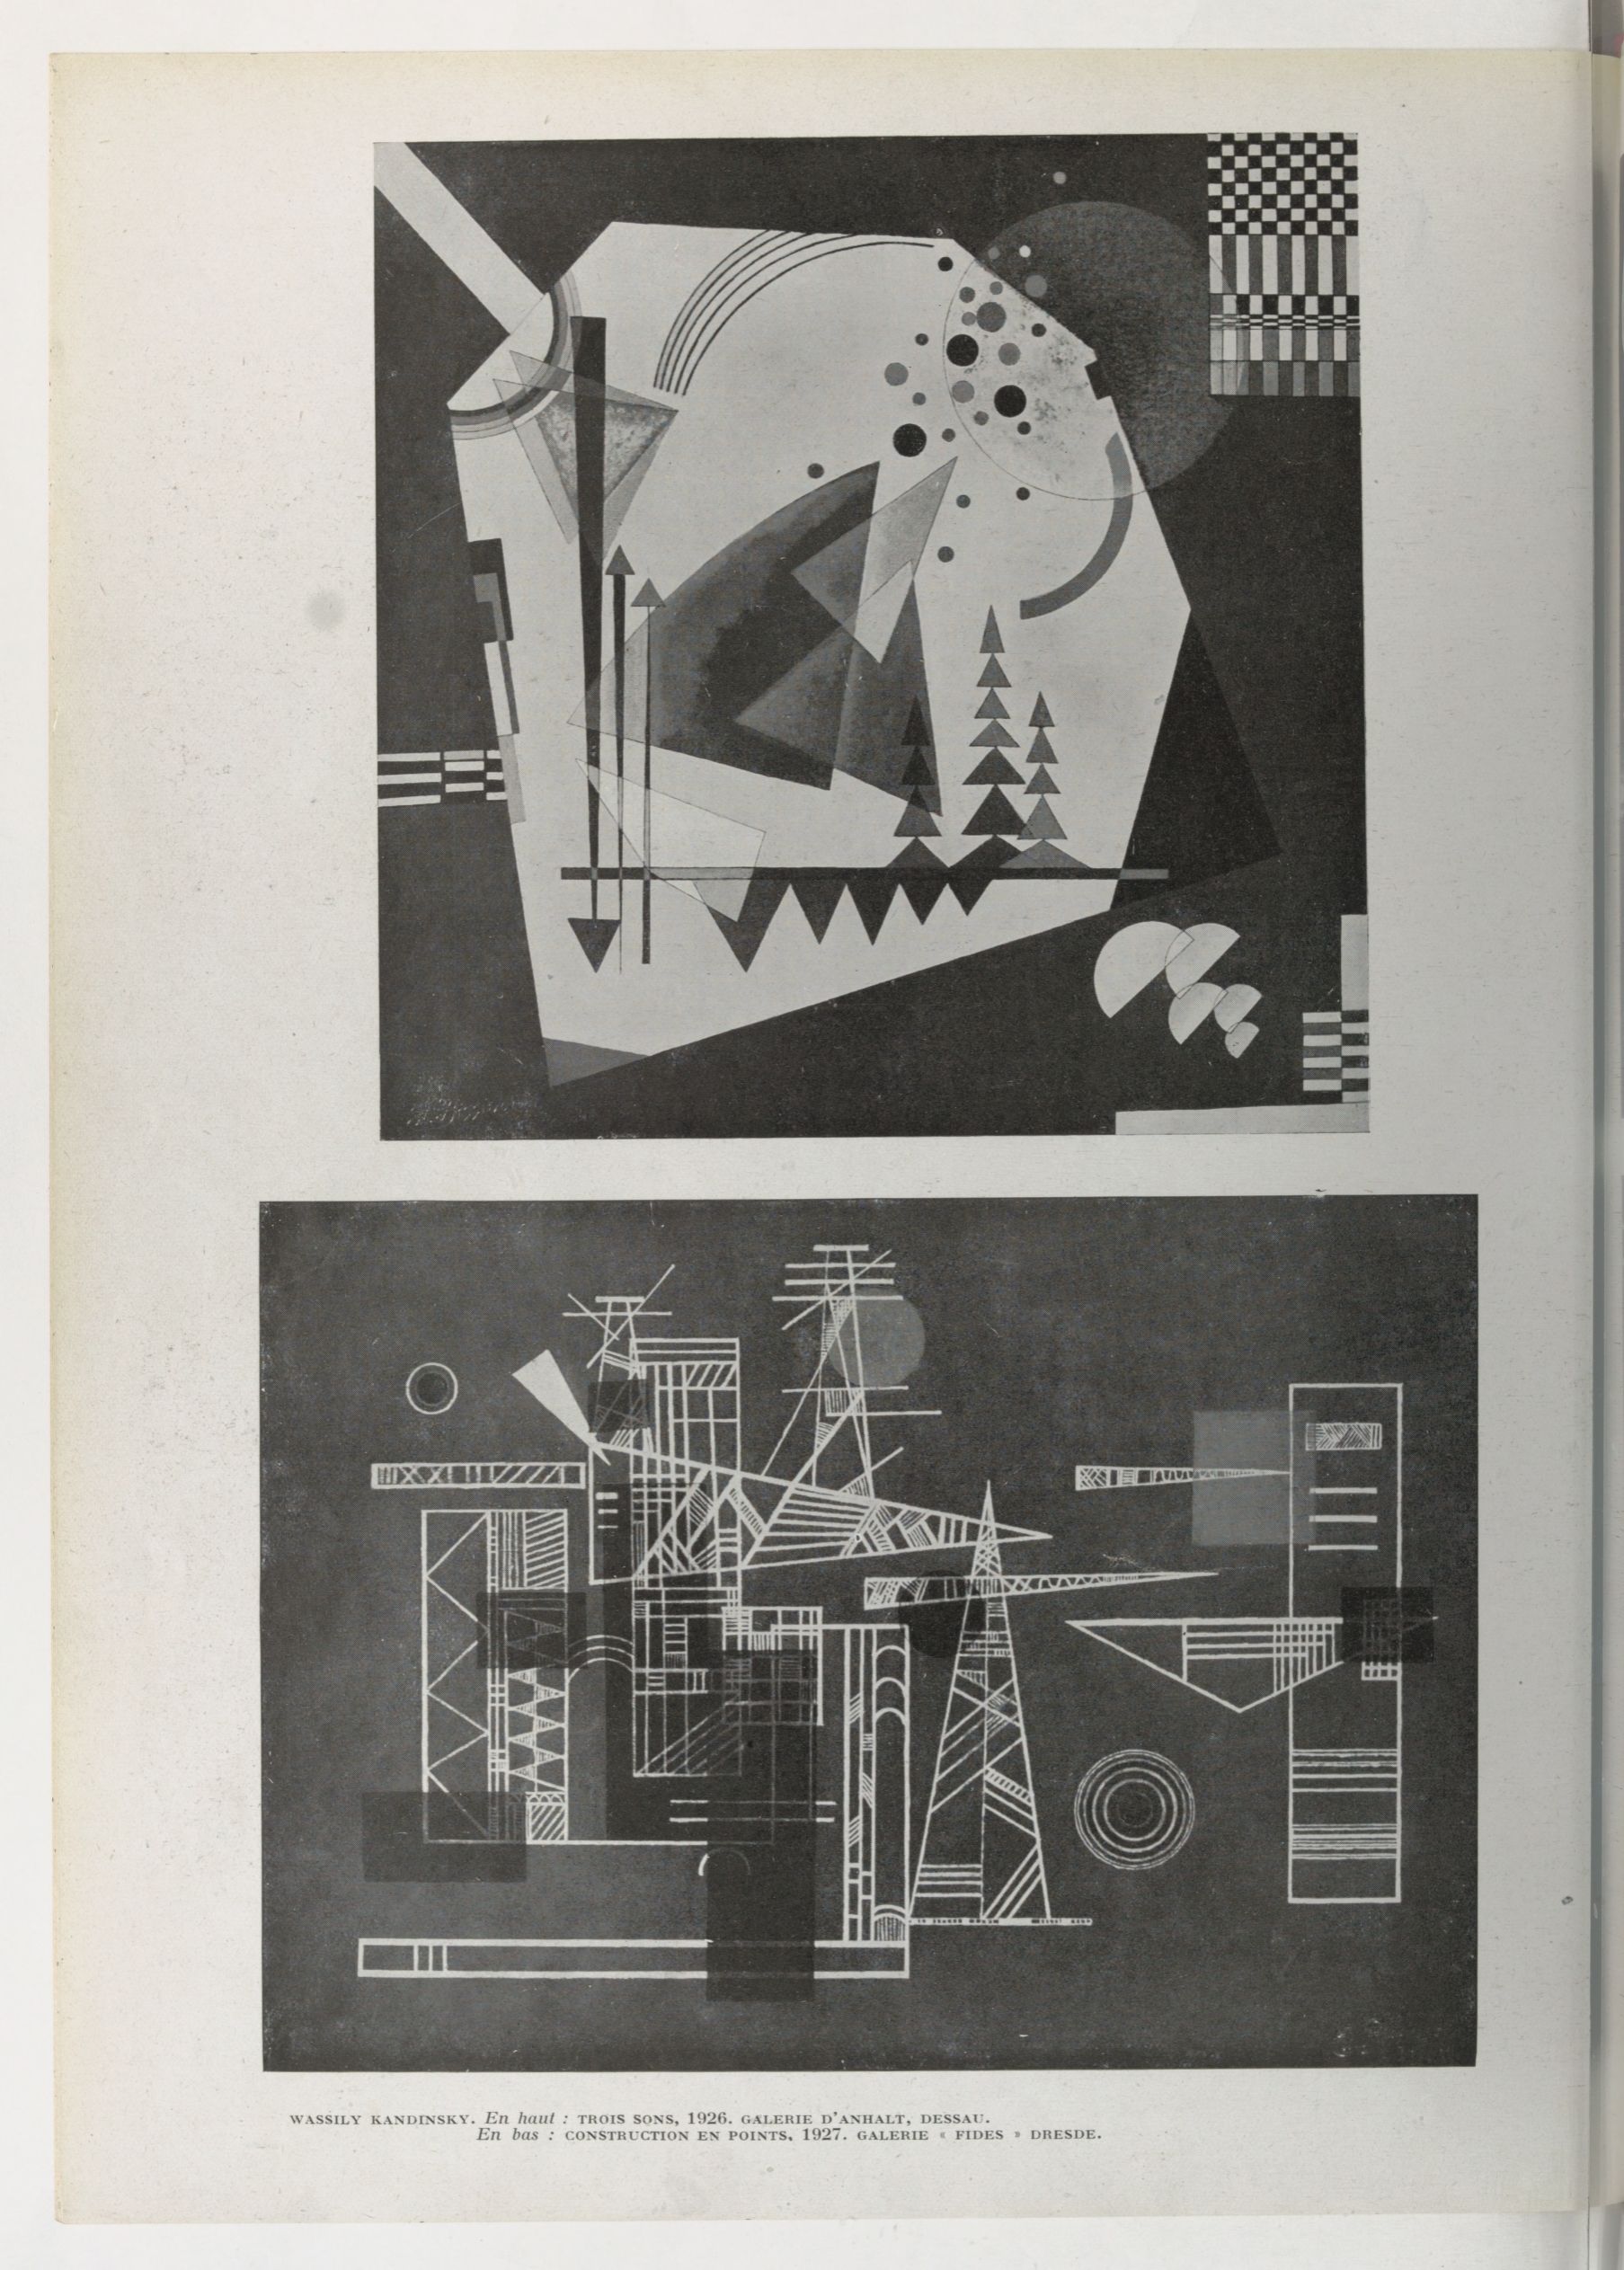 WASSILY KANDINSKY. En haut : TROIS SONS, 1926. GALERIE D'ANHALT, DESSAU.
En bas : CONSTRUCTION EN POINTS, 1927. GALERIE « FIDES » DRESDE.